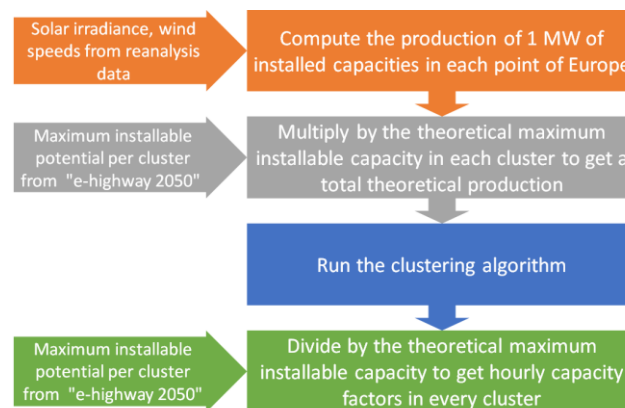 Solar irradiance, wind
speeds from reanalysis
data
Compute the production of 1 MW of
installed capacities in each point of Europe
Maximum installable
potential per cluster
from "e-highway 2050"
Multiply by the theoretical maximum
installable capacity in each cluster to get a
total theoretical production
Run the clustering algorithm
Maximum installable
potential per cluster
from "e-highway 2050"
Divide by the theoretical maximum
installable capacity to get hourly capacity
factors in every cluster